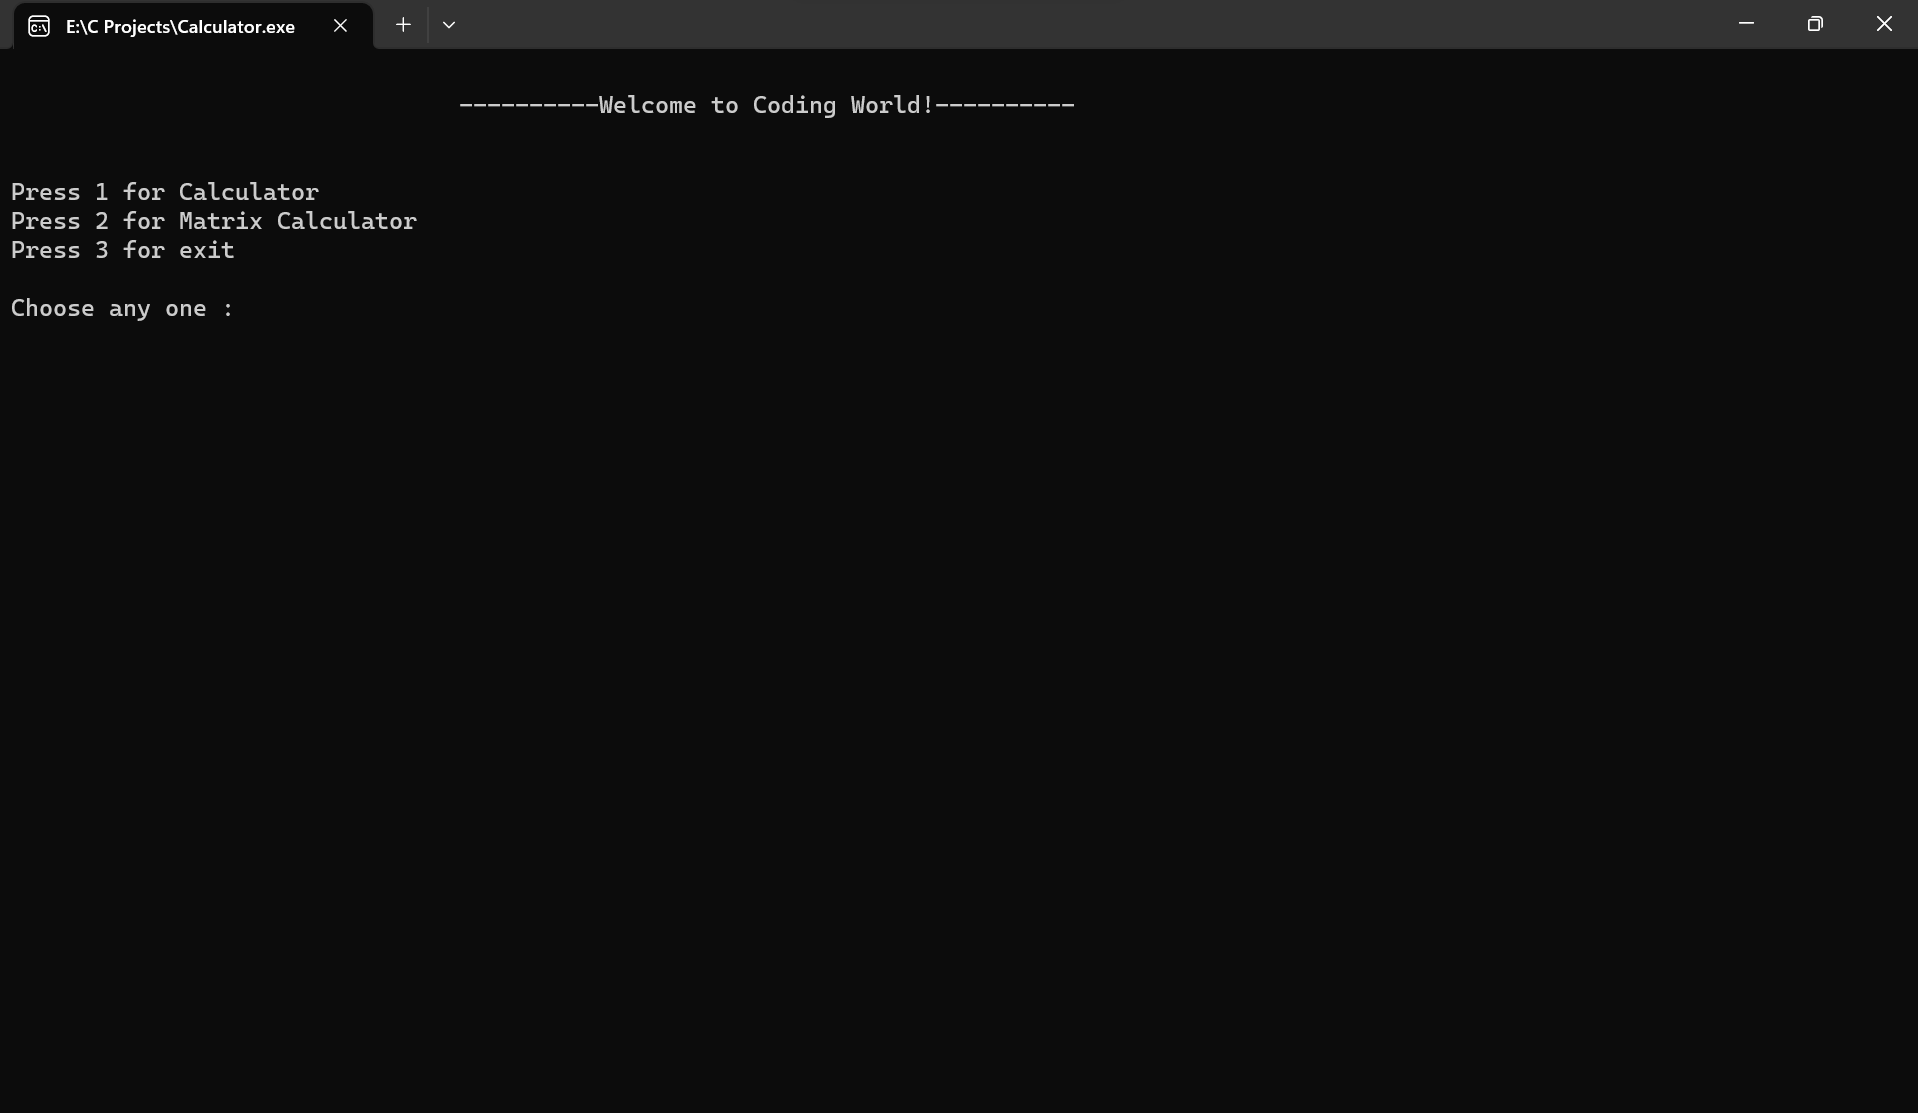 E:\C Projects\Calculator.exe
----------Welcome to Coding World!----------
Press 1 for Calculator
Press 2 for Matrix Calculator
Press 3 for exit
Choose any one :